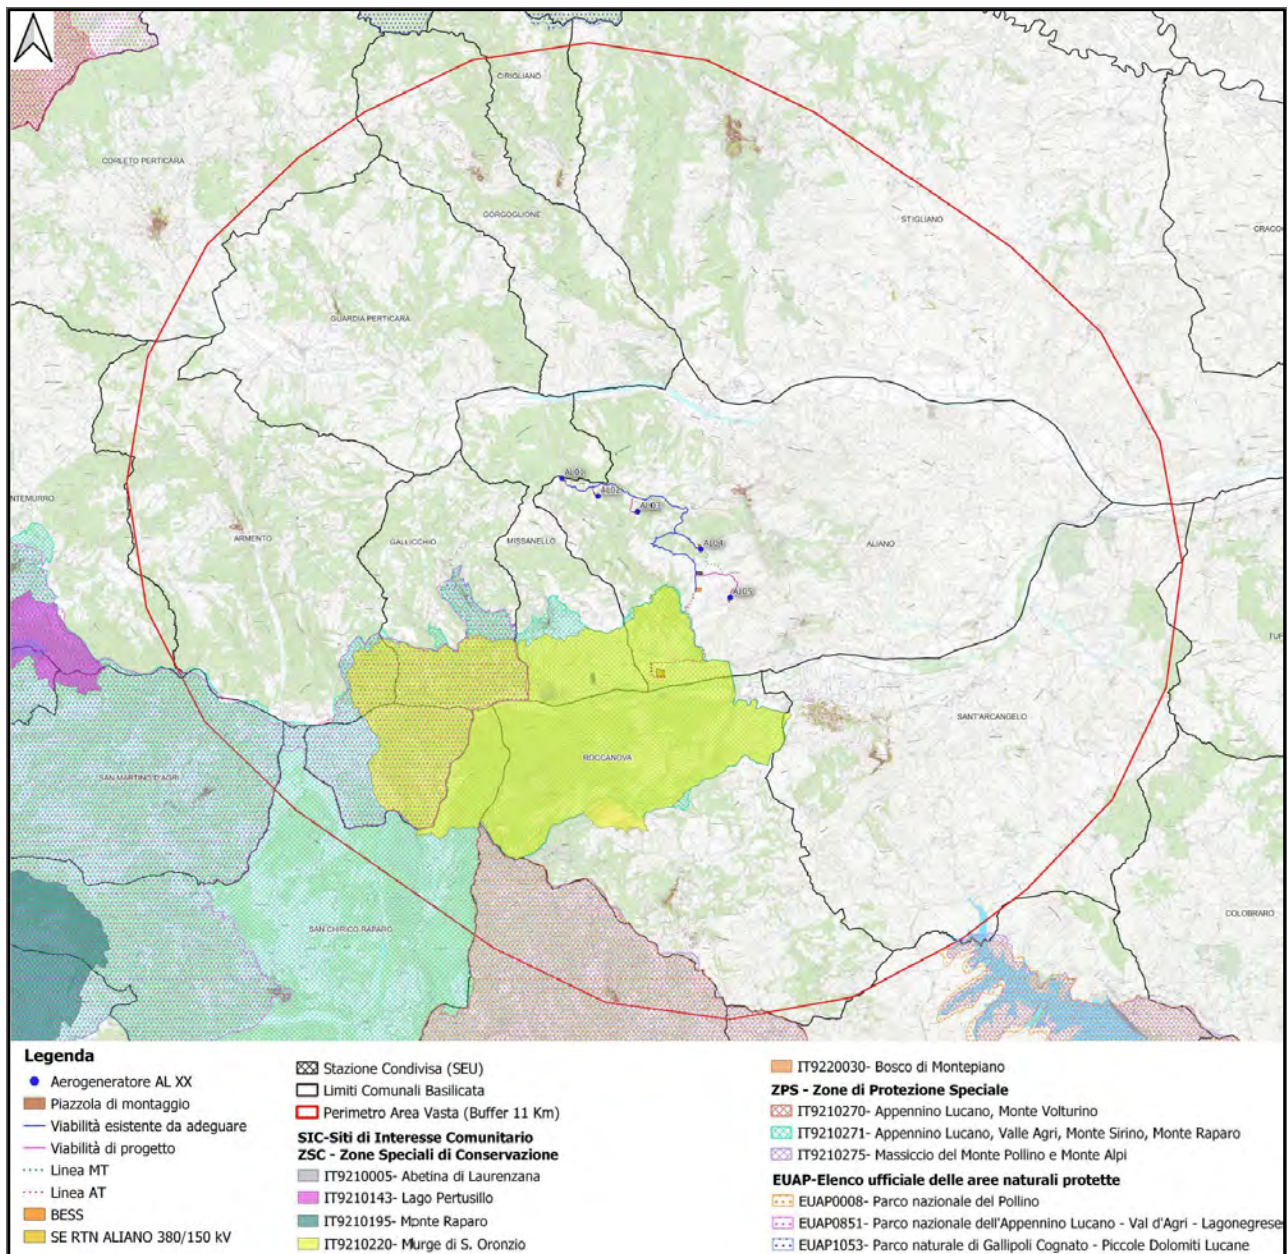 CIRIGLIANO
CORLETO PERTICARA
GORGOGLIONE
STIGLIANO
CRACO
GUARDIA PERTICARA
AL01
AL02
AL03
NTEMURRO
ARMENTO
GALLICCHIO
MISSANELLO
AL04
ALIANO
AL05
TUR
SAN MARTINO D'AGRI
ROCCANOVA
SANT'ARCANGELO
SAN CHIRICO RAPARO
COLOBRARO
Legenda
Aerogeneratore AL XX
Piazzola di montaggio
Viabilità esistente da adeguare
Viabilità di progetto
Linea MT
Linea AT
BESS
SE RTN ALIANO 380/150 kV
Stazione Condivisa (SEU)
Limiti Comunali Basilicata
Perimetro Area Vasta (Buffer 11 Km)
SIC-Siti di Interesse Comunitario
ZSC - Zone Speciali di Conservazione
IT9210005- Abetina di Laurenzana
IT9210143- Lago Pertusillo
IT9210195- Monte Raparo
IT9210220- Murge di S. Oronzio
IT9220030- Bosco di Montepiano
ZPS - Zone di Protezione Speciale
IT9210270- Appennino Lucano, Monte Volturino
IT9210271- Appennino Lucano, Valle Agri, Monte Sirino, Monte Raparo
IT9210275- Massiccio del Monte Pollino e Monte Alpi
EUAP-Elenco ufficiale delle aree naturali protette
EUAP0008- Parco nazionale del Pollino
EUAP0851- Parco nazionale dell'Appennino Lucano - Val d'Agri - Lagonegrese
EUAP1053- Parco naturale di Gallipoli Cognato - Piccole Dolomiti Lucane